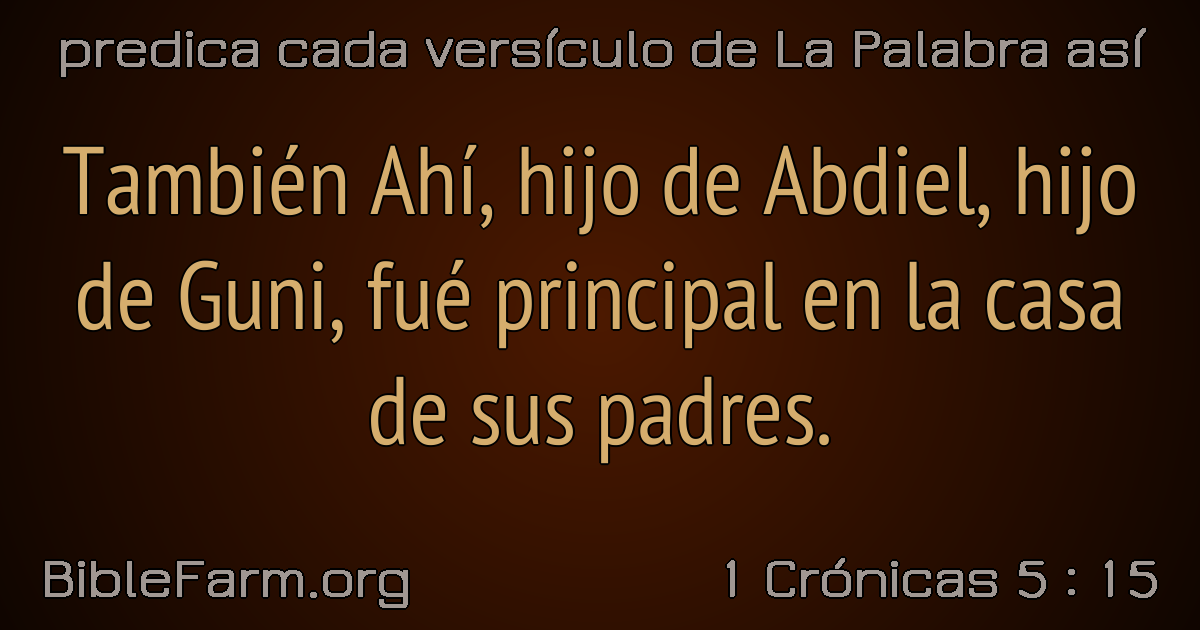 predica cada versículo de La Palabra así
También Ahí, hijo de Abdiel, hijo
de Guni, fué principal en la casa
de sus padres.
BibleFarm.org
1 Crónicas 5 : 15